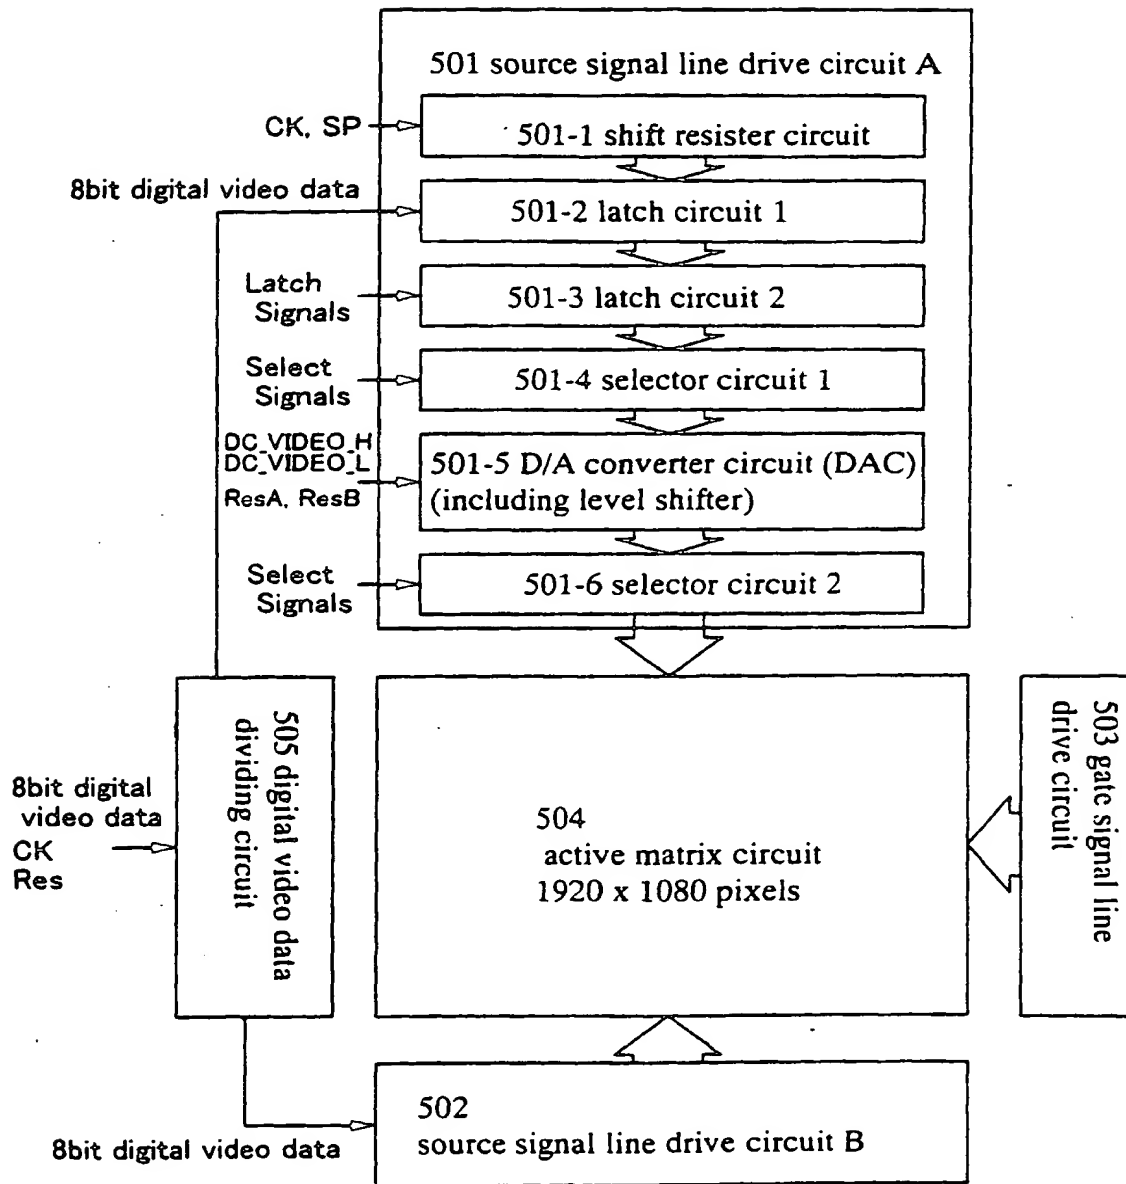 501 source signal line drive circuit A
CK, SP
501-1 shift resister circuit
8bit digital video data
501-2 latch circuit 1
Latch
Signals
501-3 latch circuit 2
Select
Signals
501-4 selector circuit 1
DC_VIDEO_H
DC_VIDEO_L
ResA, ResB
501-5 D/A converter circuit (DAC)
(including level shifter)
Select
Signals
501-6 selector circuit 2
8bit digital
video data
CK
Res
505 digital video data
dividing circuit
504
active matrix circuit
1920 x 1080 pixels
503 gate signal line
drive circuit
502
source signal line drive circuit B
8bit digital video data